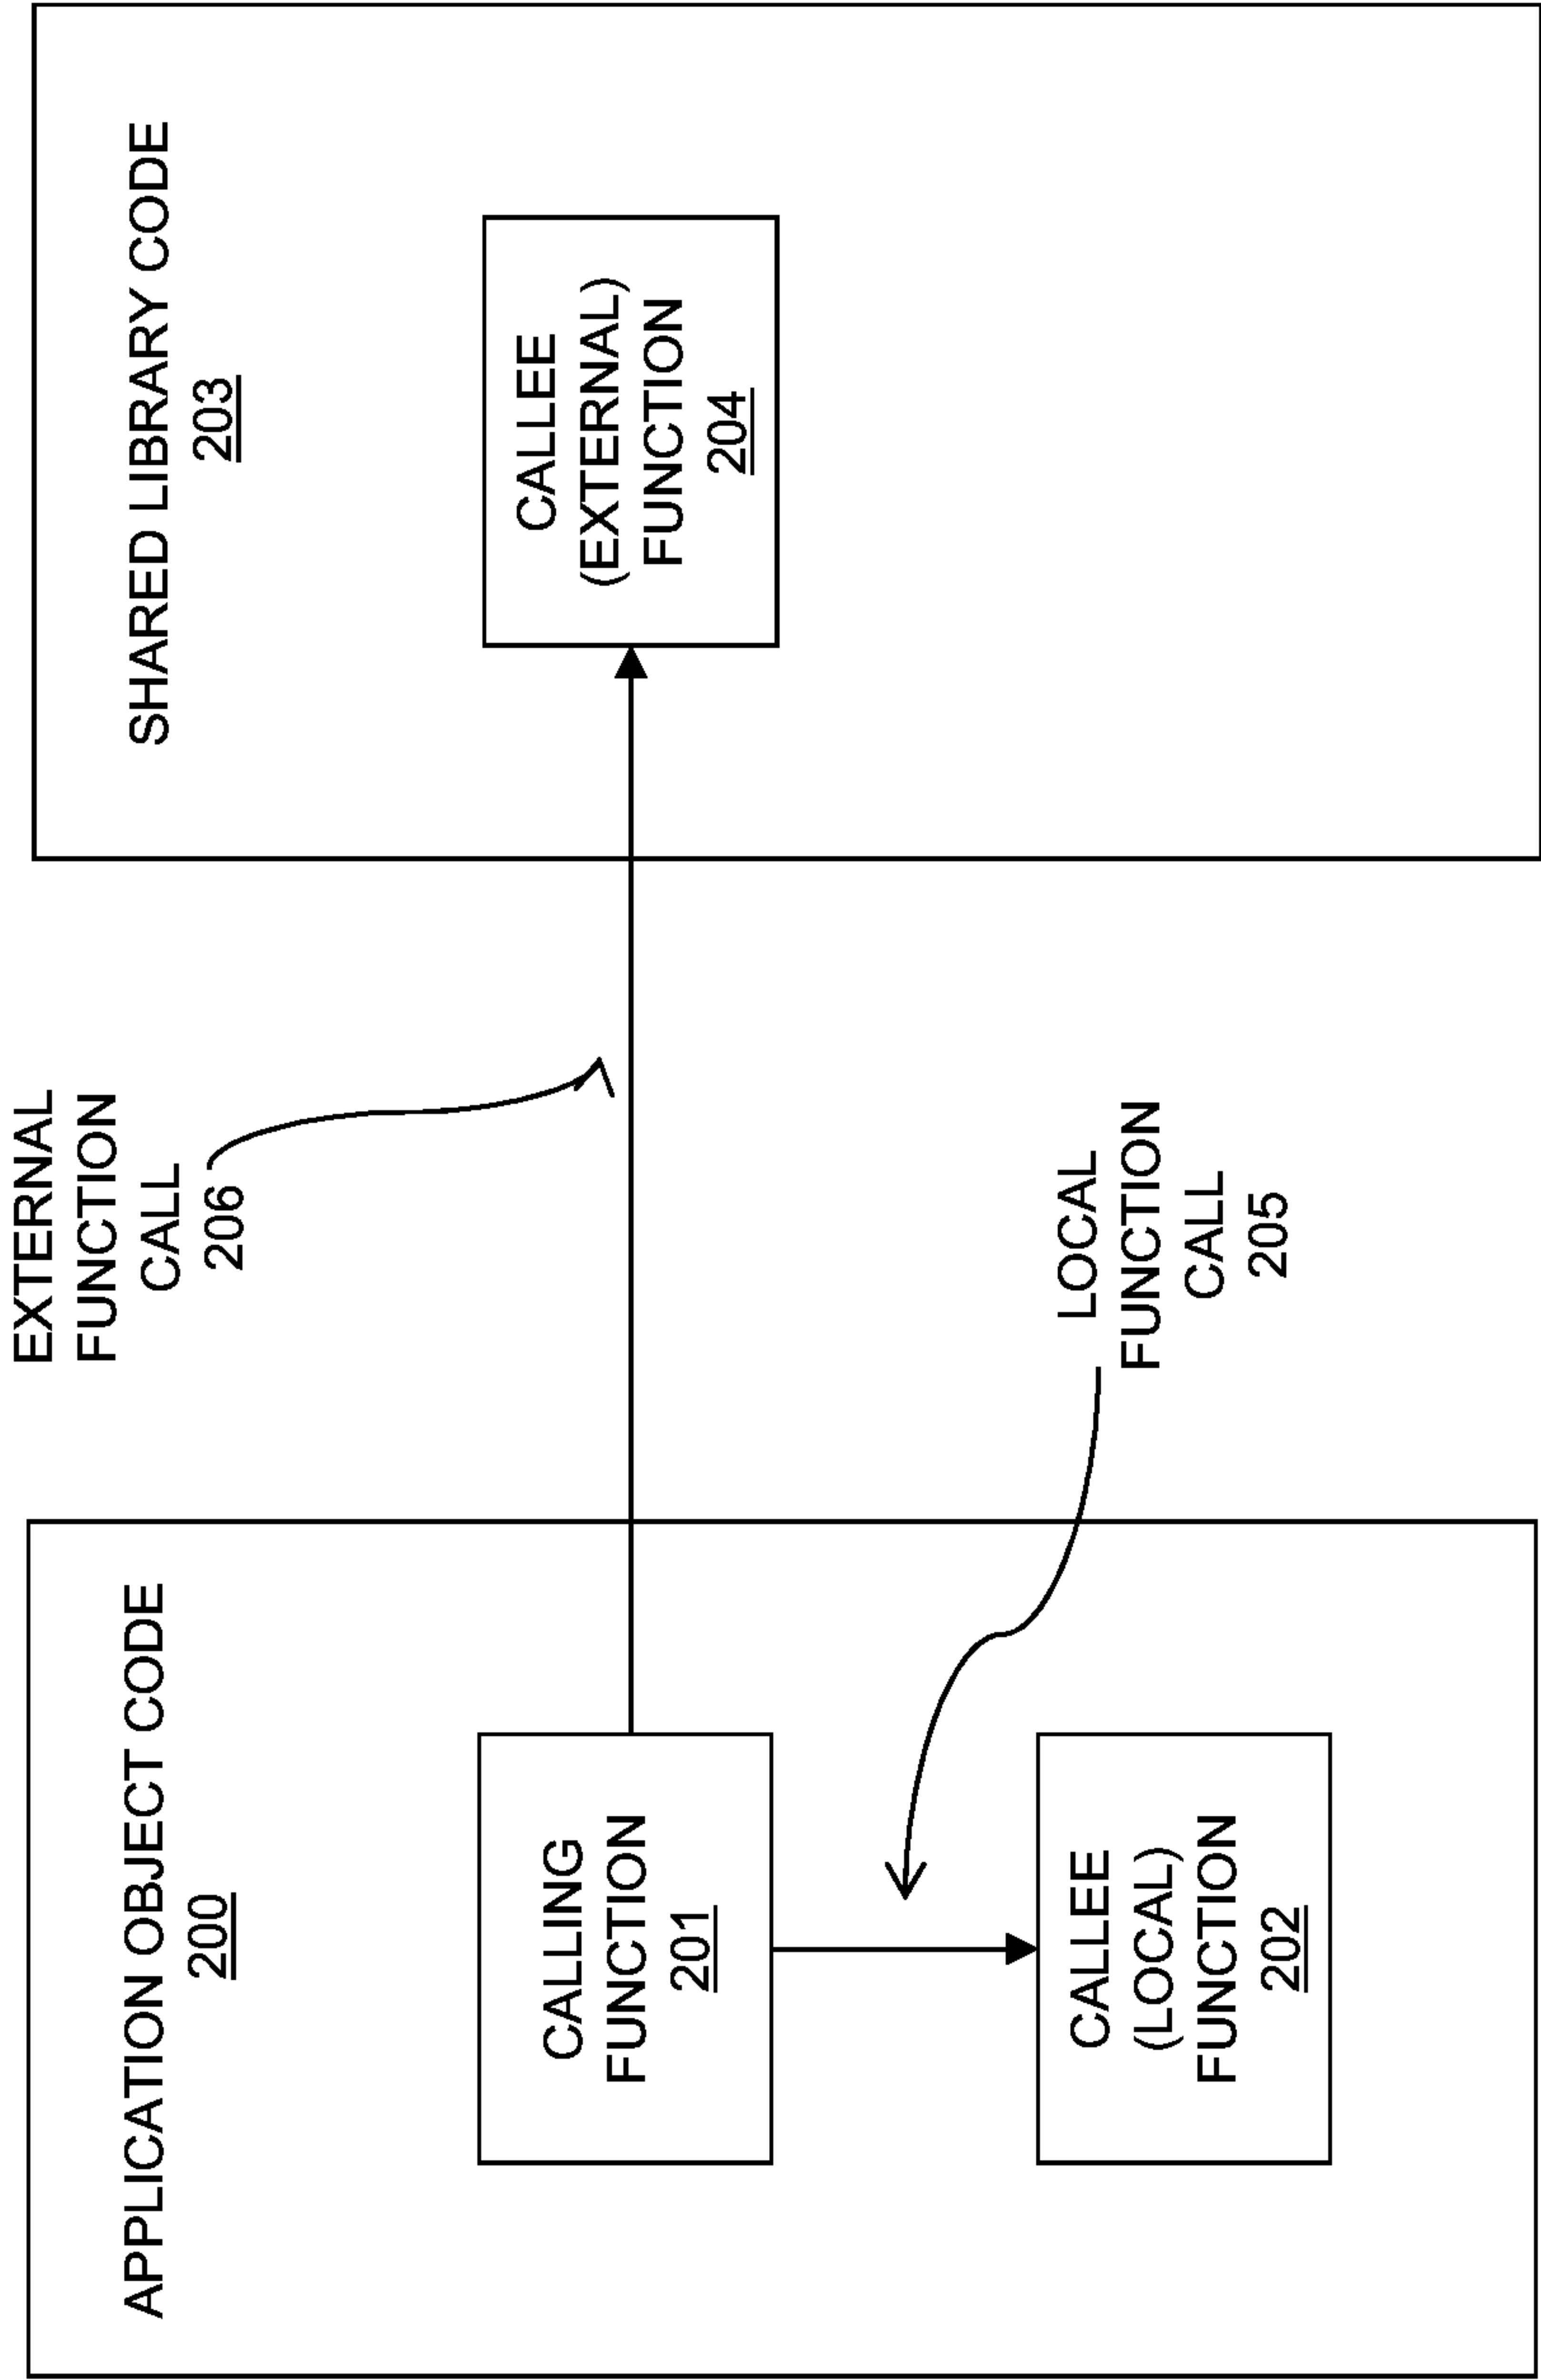 APPLICATION OBJECT CODE
200
CALLING
FUNCTION
201
CALLEE
(LOCAL)
FUNCTION
202
EXTERNAL
FUNCTION
CALL
206
LOCAL
FUNCTION
CALL
205
SHARED LIBRARY CODE
203
CALLEE
(EXTERNAL)
FUNCTION
204